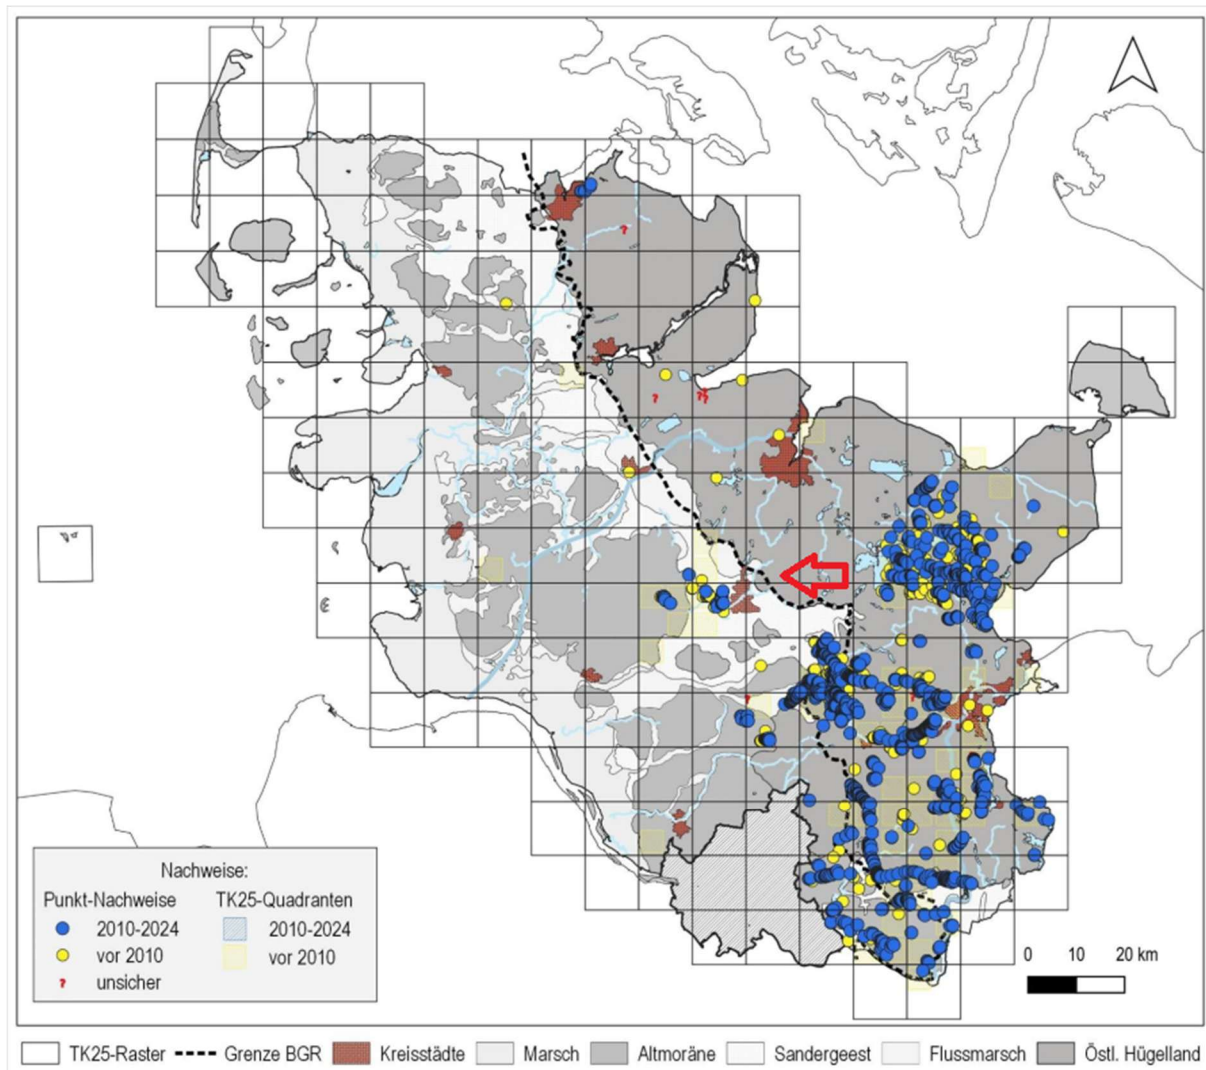 Nachweise:
Punkt-Nachweise TK25-Quadranten
2010-2024 2010-2024
vor 2010 vor 2010
? unsicher
0 10 20 km
TK25-Raster Grenze BGR Kreisstädte Marsch Altmoräne Sandergeest Flussmarsch Östl. Hügelland